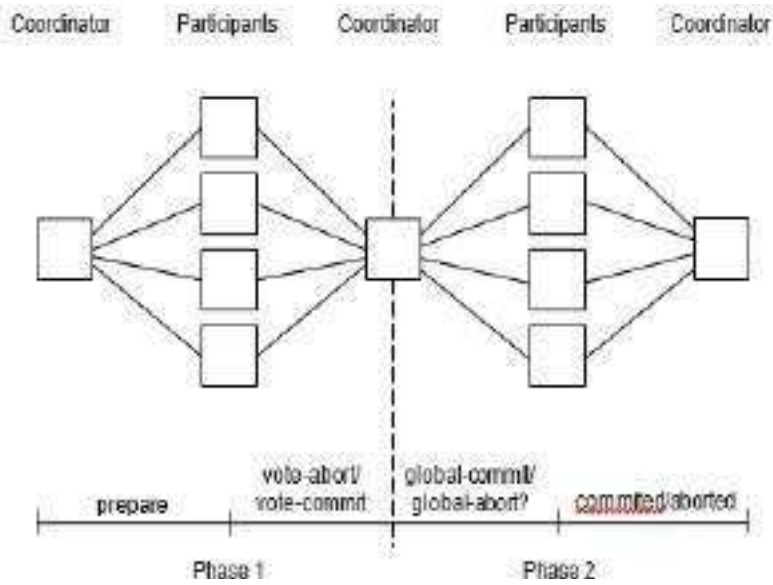 Coordinator Participants Coordinator Participants Coordinator
vote-abort/ global-commit/
prepare vote-commit global-abort? commited/aborted
Phase 1 Phase 2